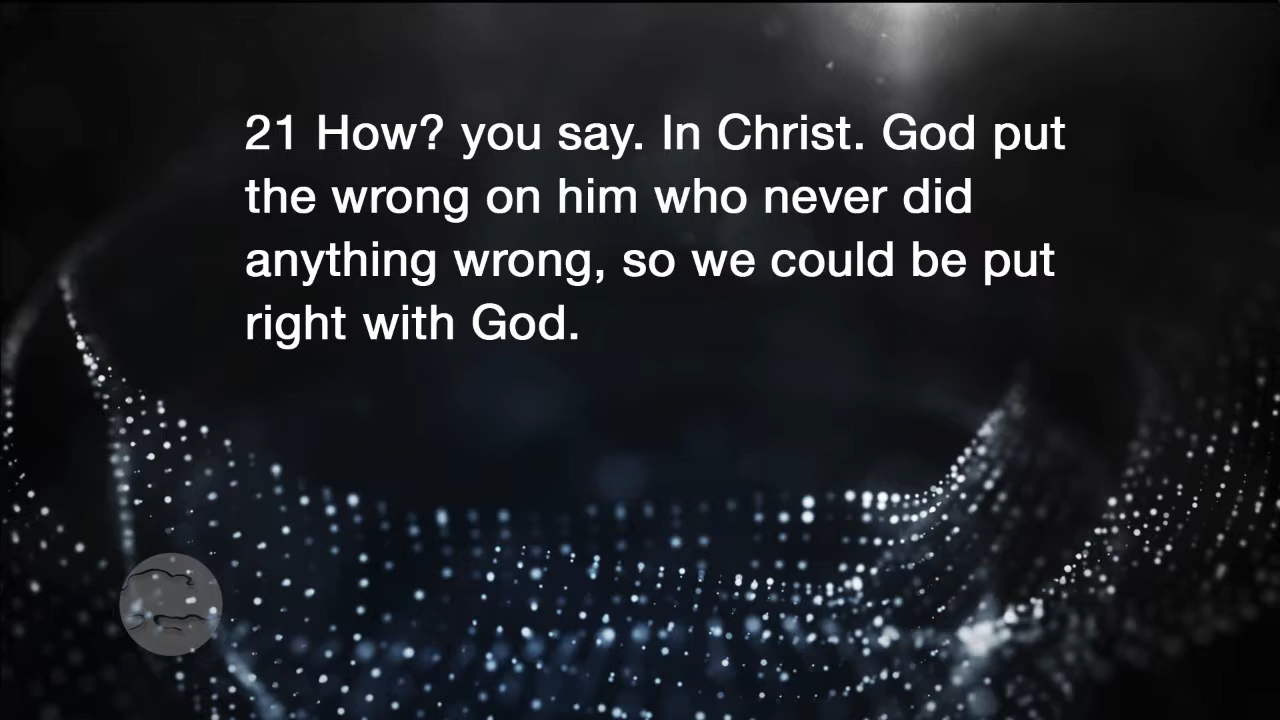 21 How? you say. In Christ. God put
the wrong on him who never did
anything wrong, so we could be put
right with God.